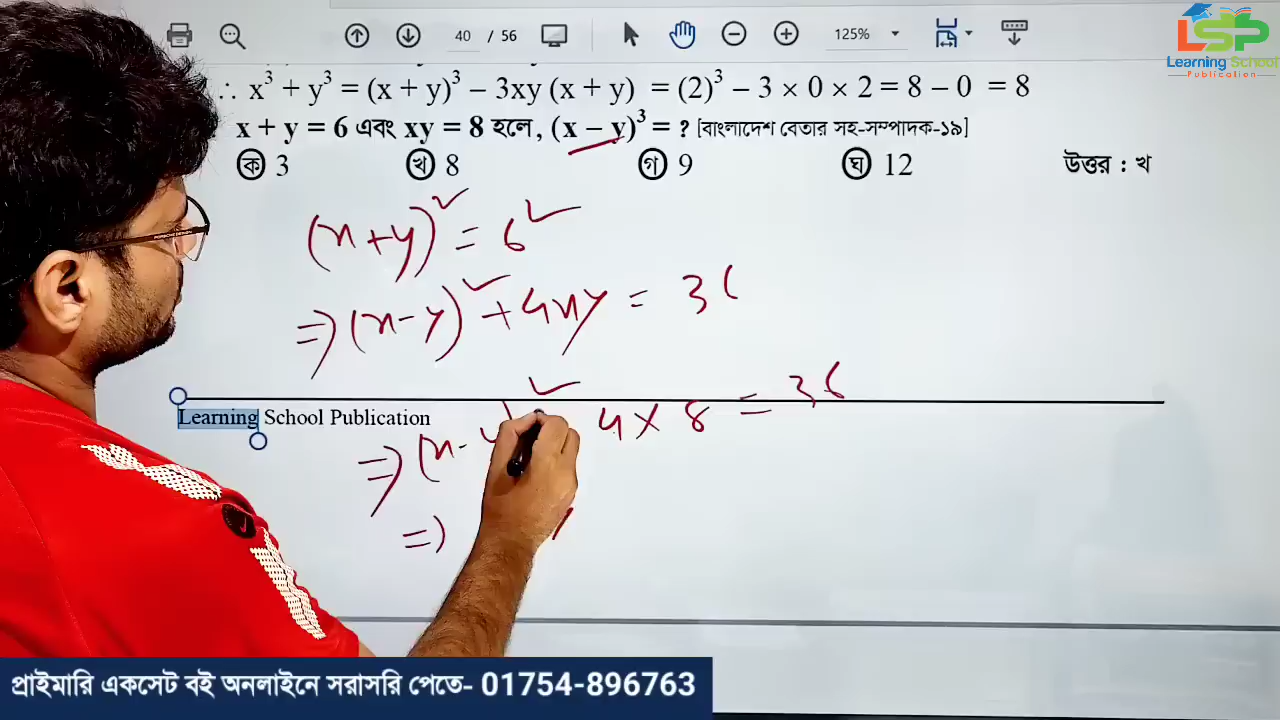 40 / 56
125%
LSP
Learning School
Publication
∴ x³ + y³ = (x + y)³ – 3xy (x + y) = (2)³ – 3 × 0 × 2 = 8 – 0 = 8
x + y = 6 এবং xy = 8 হলে, (x – y)³ = ? [বাংলাদেশ বেতার সহ-সম্পাদক-১৯]
ক 3 খ 8 গ 9 ঘ 12 উত্তর : খ
(x+y)² = 6²
⇒ (x-y)² + 4xy = 36
Learning School Publication
⇒ (x- 4 × 8 = 36
⇒
প্রাইমারি একসেট বই অনলাইনে সরাসরি পেতে- 01754-896763